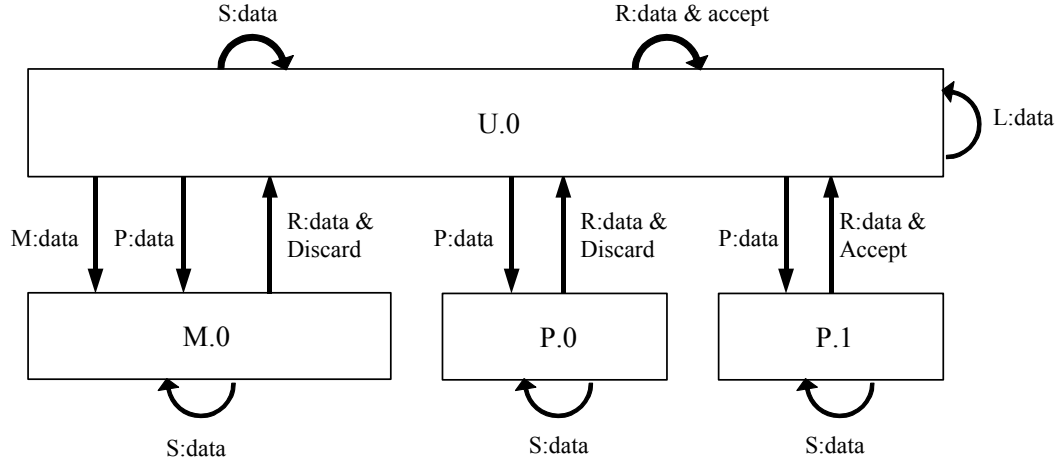 S:data
R:data & accept
U.0
L:data
M:data
P:data
R:data &
Discard
P:data
R:data &
Discard
P:data
R:data &
Accept
M.0
P.0
P.1
S:data
S:data
S:data